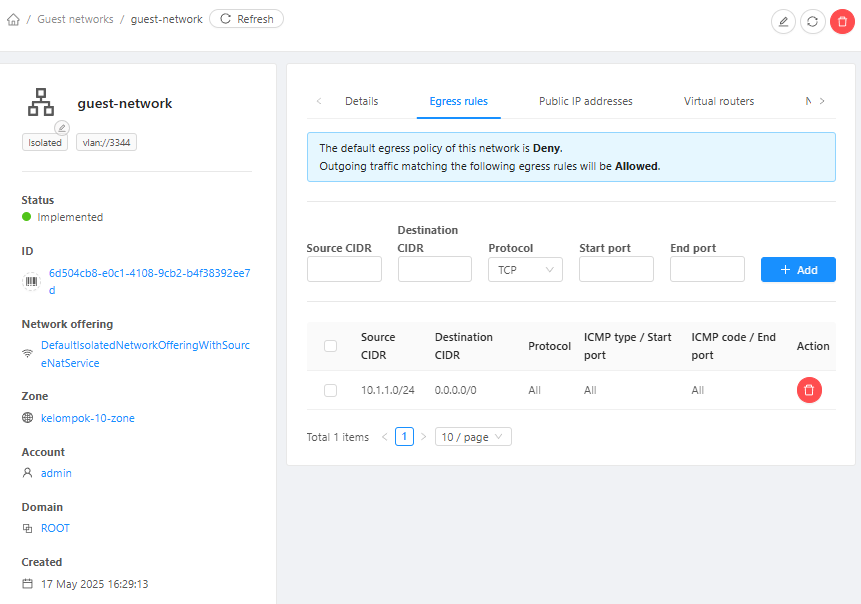 / Guest networks / guest-network Refresh
guest-network
Isolated vlan://3344
Status
Implemented
ID
6d504cb8-e0c1-4108-9cb2-b4f38392ee7
d
Network offering
DefaultIsolatedNetworkOfferingWithSourc
eNatService
Zone
kelompok-10-zone
Account
admin
Domain
ROOT
Created
17 May 2025 16:29:13
Details Egress rules Public IP addresses Virtual routers N
The default egress policy of this network is Deny.
Outgoing traffic matching the following egress rules will be Allowed.
Source CIDR
Destination
CIDR
Protocol
Start port
End port
TCP
+ Add
Source
CIDR
Destination
CIDR
Protocol
ICMP type / Start
port
ICMP code / End
port
Action
10.1.1.0/24 0.0.0.0/0 All All All
Total 1 items < 1 > 10 / page